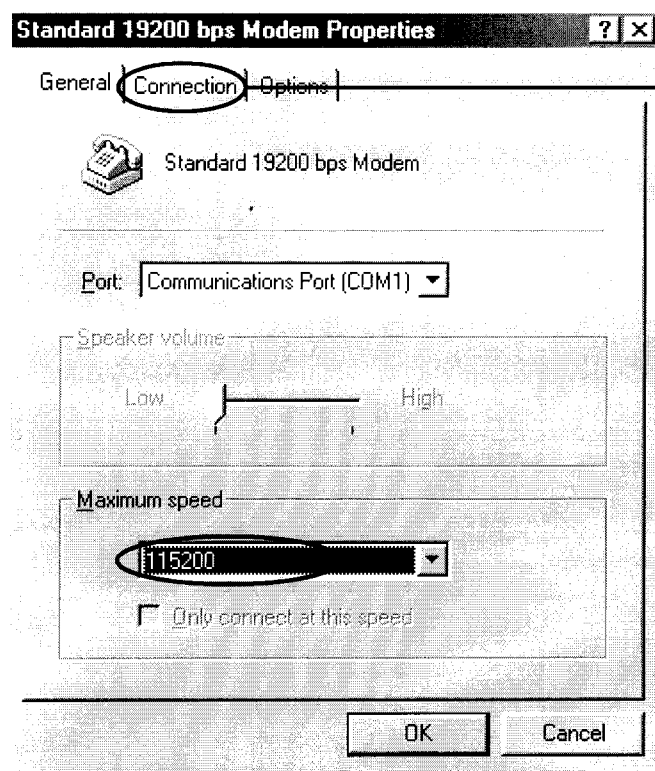 Standard 19200 bps Modem Properties ? ×
General Connection Options
Standard 19200 bps Modem
Port: Communications Port (COM1)
Speaker volume
Low High
Maximum speed
115200
Only connect at this speed
OK Cancel